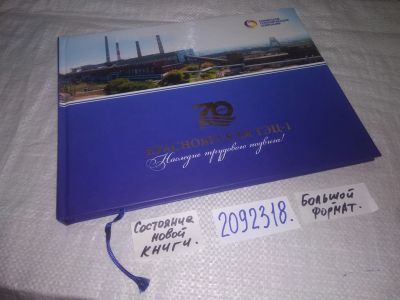 70
КРАСНОЯРСКАЯ ТЭЦ-1
Наследие трудового подвига!
Состояние
новой
книги.
2092318.
Большой
формат.